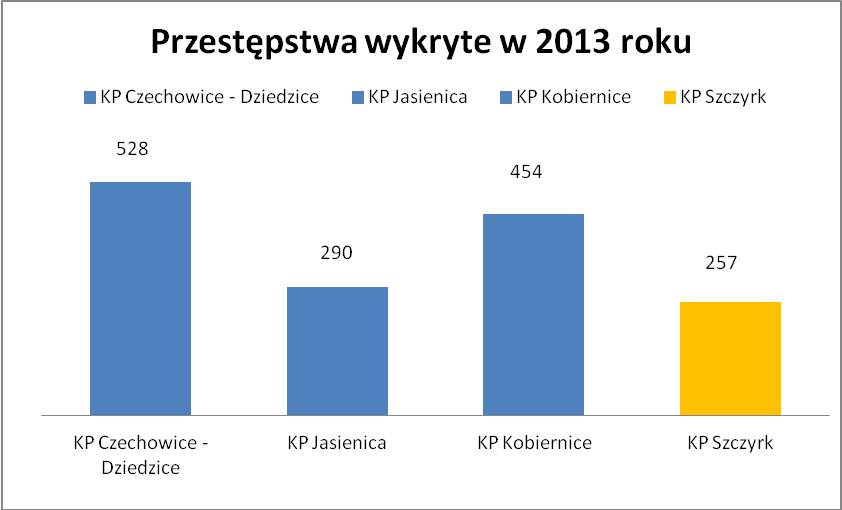 Przestępstwa wykryte w 2013 roku
KP Czechowice - Dziedzice KP Jasienica KP Kobiernice KP Szczyrk
528
290
454
257
KP Czechowice -
Dziedzice
KP Jasienica
KP Kobiernice
KP Szczyrk